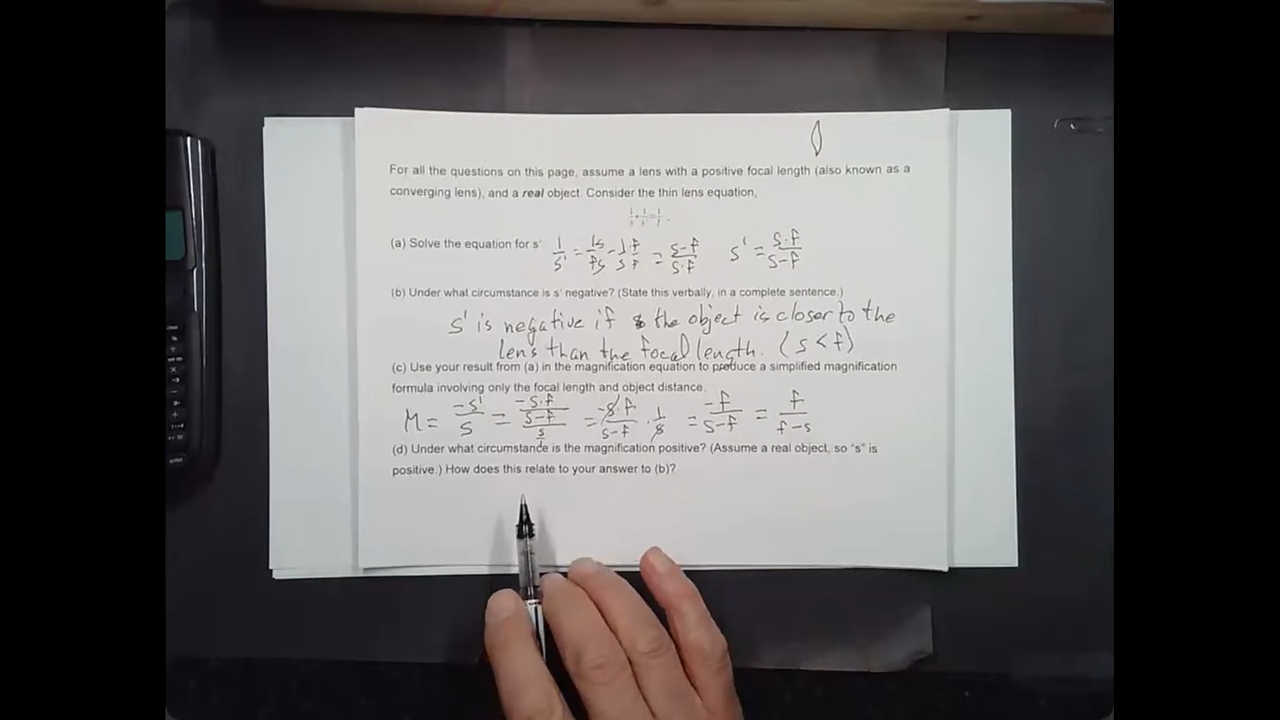 For all the questions on this page, assume a lens with a positive focal length (also known as a
converging lens), and a real object. Consider the thin lens equation,
(a) Solve the equation for s' 1/s' = 1s/fs - 1·f/s f = s-f/s·f s' = s·f/s-f
(b) Under what circumstance is s' negative? (State this verbally, in a complete sentence.)
s' is negative if the object is closer to the
lens than the focal length. (s < f)
(c) Use your result from (a) in the magnification equation to produce a simplified magnification
formula involving only the focal length and object distance.
M = -s'/s = -s·f/s-f / s/1 = -s·f/s-f · 1/s = -f/s-f = f/f-s
(d) Under what circumstance is the magnification positive? (Assume a real object, so "s" is
positive.) How does this relate to your answer to (b)?